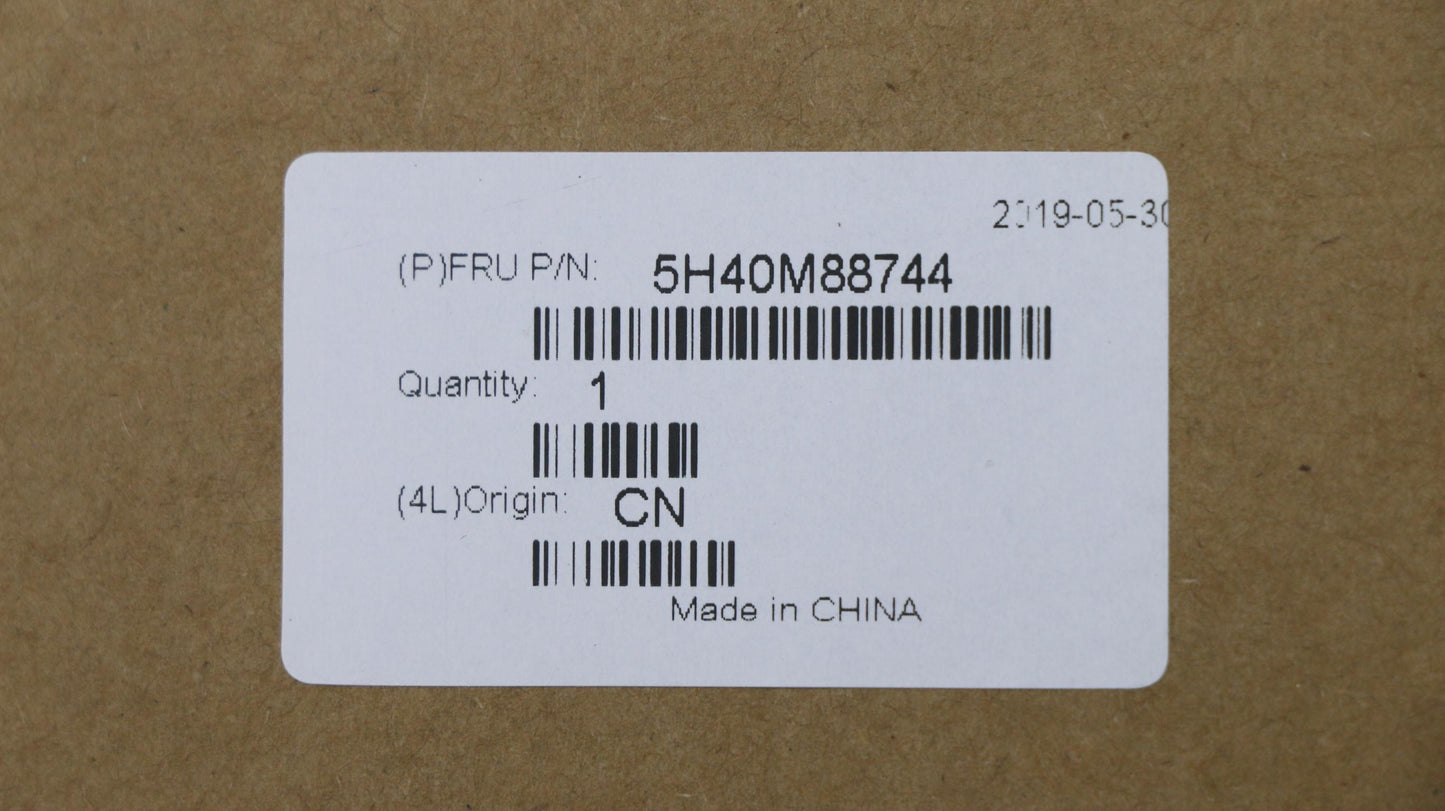 2019-05-30
(P)FRU P/N: 5H40M88744
Quantity: 1
(4L)Origin: CN
Made in CHINA